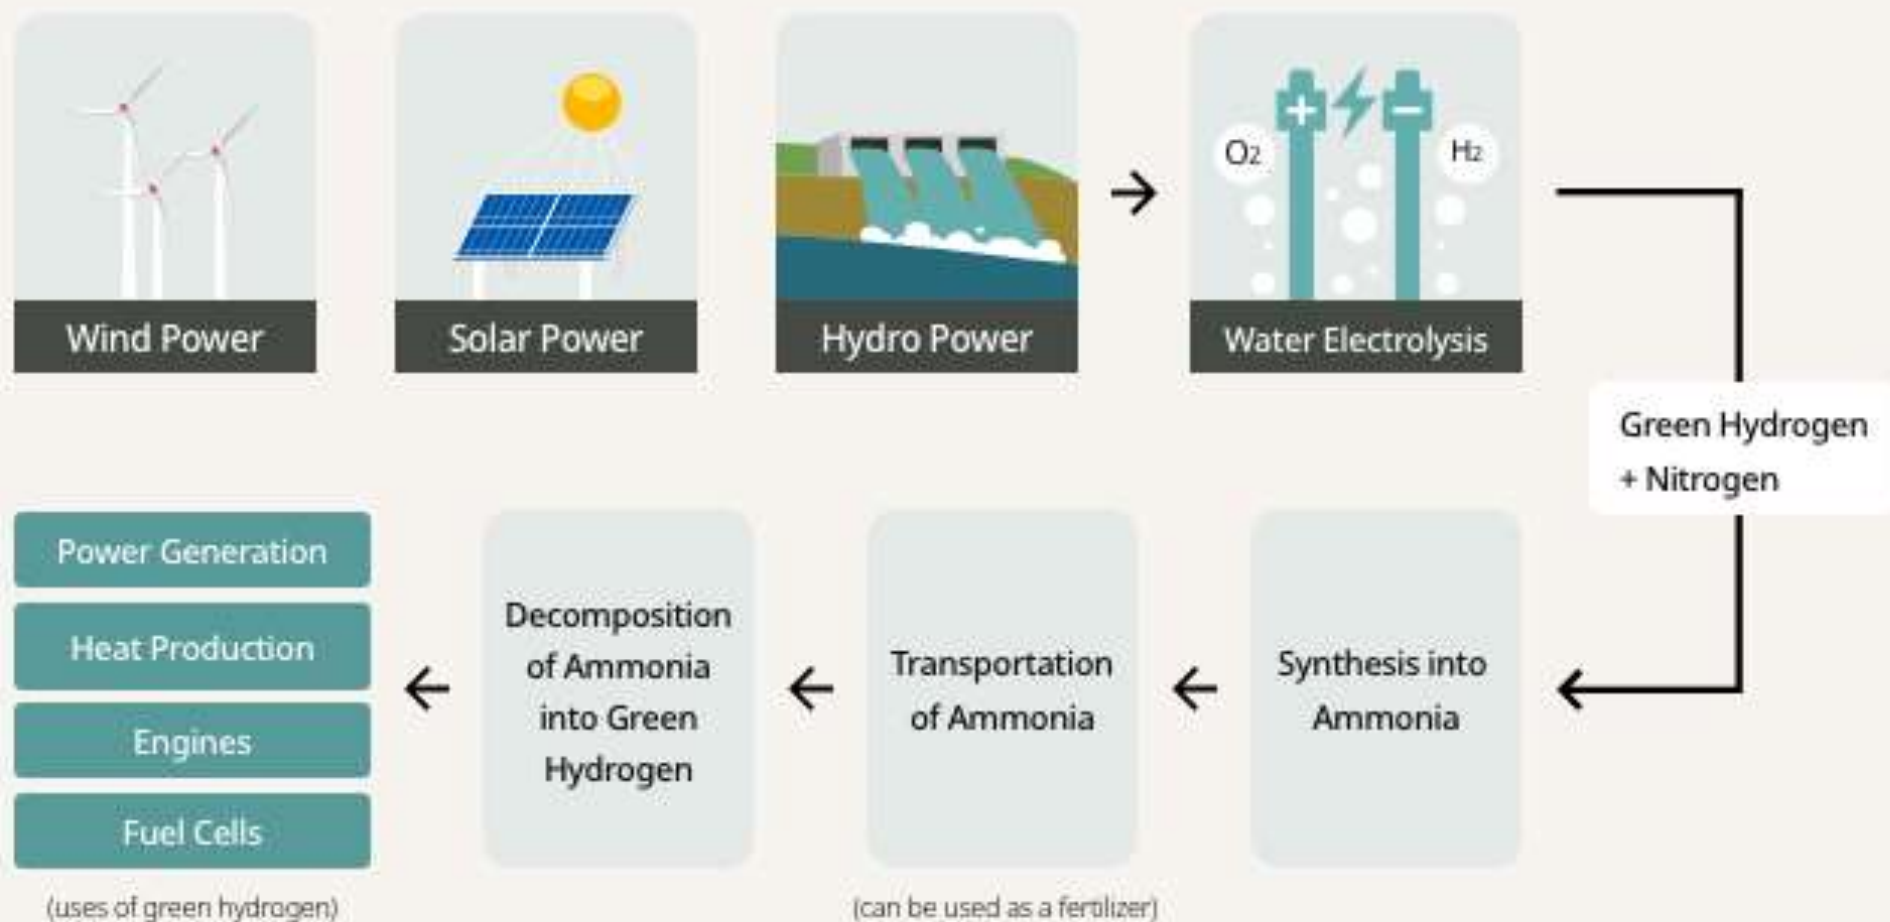 +
−
O2
H2
Wind Power
Solar Power
Hydro Power
Water Electrolysis
Green Hydrogen
+ Nitrogen
Synthesis into
Ammonia
Transportation
of Ammonia
(can be used as a fertilizer)
Decomposition
of Ammonia
into Green
Hydrogen
Power Generation
Heat Production
Engines
Fuel Cells
(uses of green hydrogen)